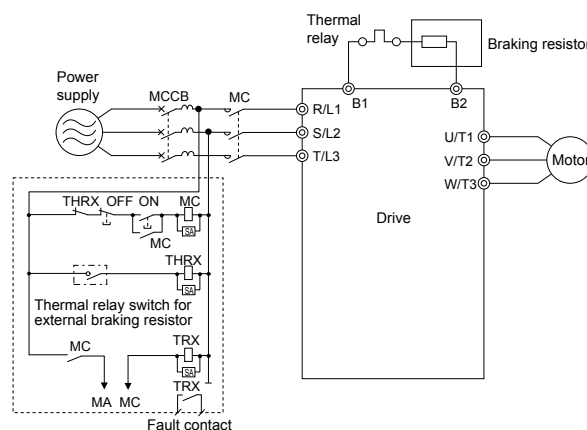 Thermal
relay
Braking resistor
Power
supply
MCCB
MC
R/L1
S/L2
T/L3
B1
B2
U/T1
V/T2
W/T3
Motor
Drive
THRX
OFF
ON
MC
SA
MC
THRX
SA
Thermal relay switch for
external braking resistor
MC
TRX
SA
MA
MC
TRX
Fault contact